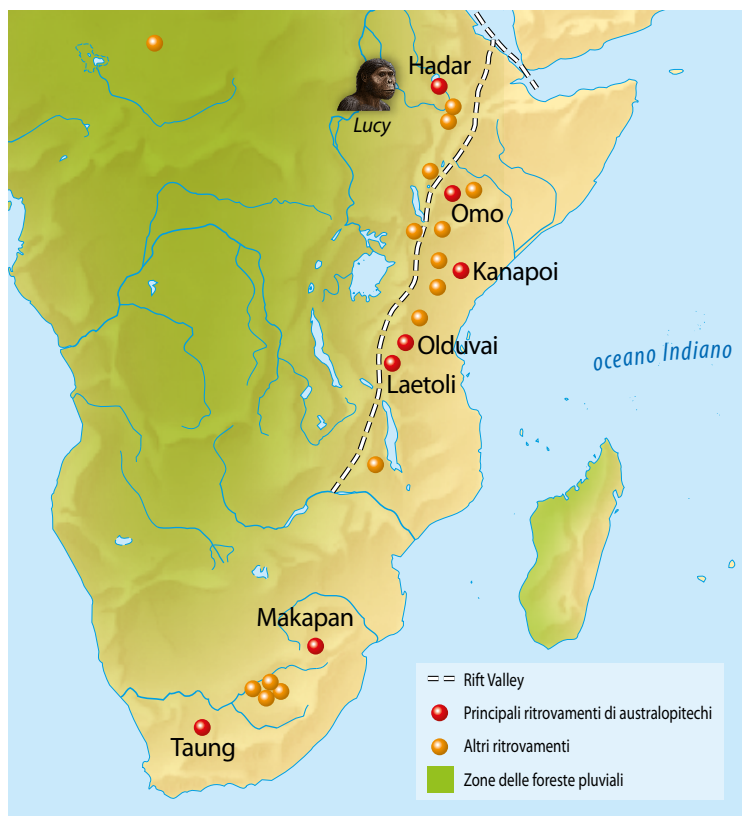 Hadar
Lucy
Omo
Kanapoi
Olduvai
Laetoli
oceano Indiano
Makapan
Taung
Rift Valley
Principali ritrovamenti di australopitechi
Altri ritrovamenti
Zone delle foreste pluviali